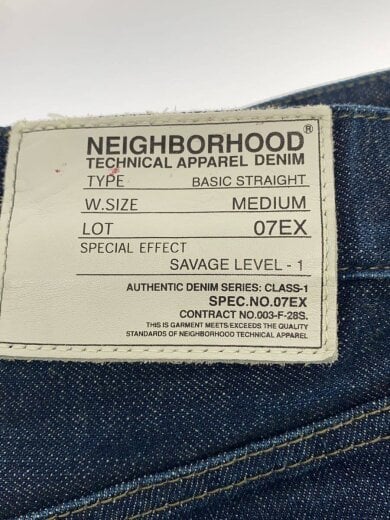 NEIGHBORHOOD®
TECHNICAL APPAREL DENIM
TYPE BASIC STRAIGHT
W.SIZE MEDIUM
LOT 07EX
SPECIAL EFFECT
SAVAGE LEVEL - 1
AUTHENTIC DENIM SERIES: CLASS-1
SPEC.NO.07EX
CONTRACT NO.003-F-28S.
THIS IS GARMENT MEETS/EXCEEDS THE QUALITY
STANDARDS OF NEIGHBORHOOD TECHNICAL APPAREL